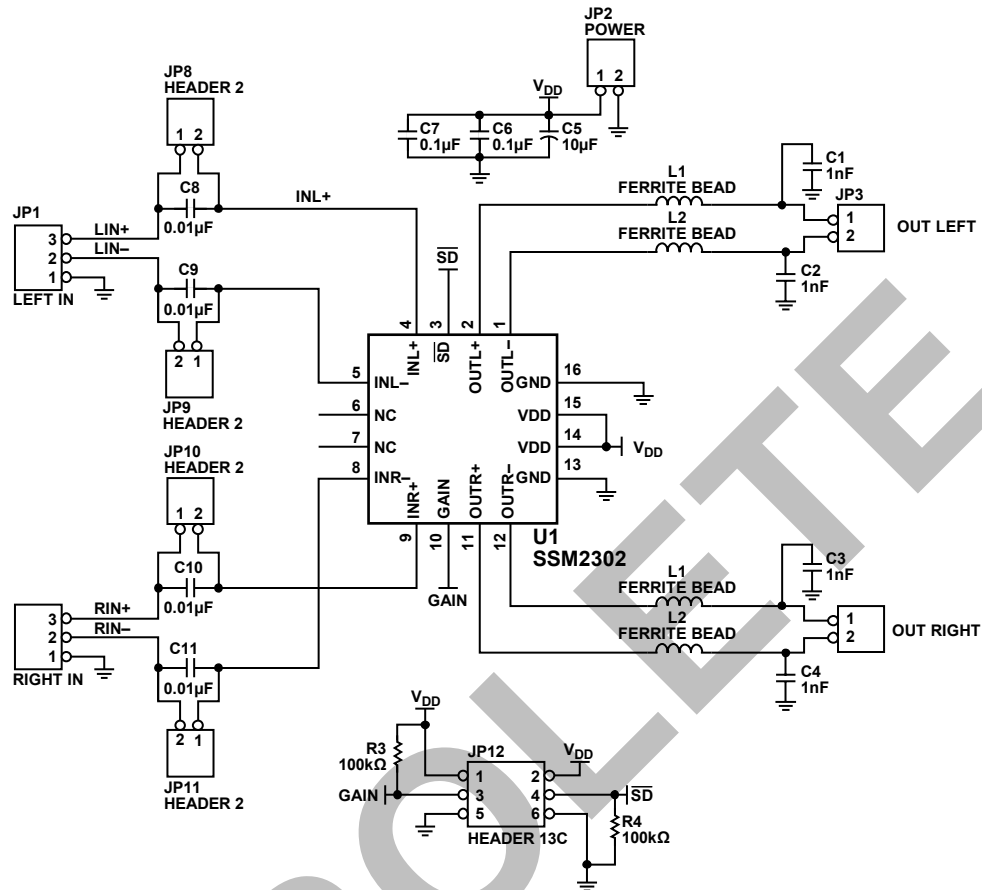 JP2
POWER
1 2
JP8
HEADER 2
1 2
VDD
C7
0.1µF
C6
0.1µF
C5
10µF
C8
0.01µF
INL+
L1
FERRITE BEAD
C1
1nF
JP3
1
2
OUT LEFT
L2
FERRITE BEAD
C2
1nF
JP1
3
2
1
LIN+
LIN–
LEFT IN
C9
0.01µF
2 1
JP9
HEADER 2
SD
4
3
2
1
INL+
SD
OUTL+
OUTL–
5
INL–
6
NC
7
NC
8
INR–
16
GND
15
VDD
14
VDD
13
GND
VDD
INR+
GAIN
OUTR+
OUTR–
9
10
11
12
U1
SSM2302
GAIN
JP10
HEADER 2
1 2
C10
0.01µF
RIN+
RIN–
3
2
1
RIGHT IN
C11
0.01µF
2 1
JP11
HEADER 2
L1
FERRITE BEAD
C3
1nF
L2
FERRITE BEAD
1
2
OUT RIGHT
C4
1nF
VDD
R3
100kΩ
JP12
VDD
1 2
GAIN
3 4
SD
5 6
HEADER 13C
R4
100kΩ
OBSOLETE